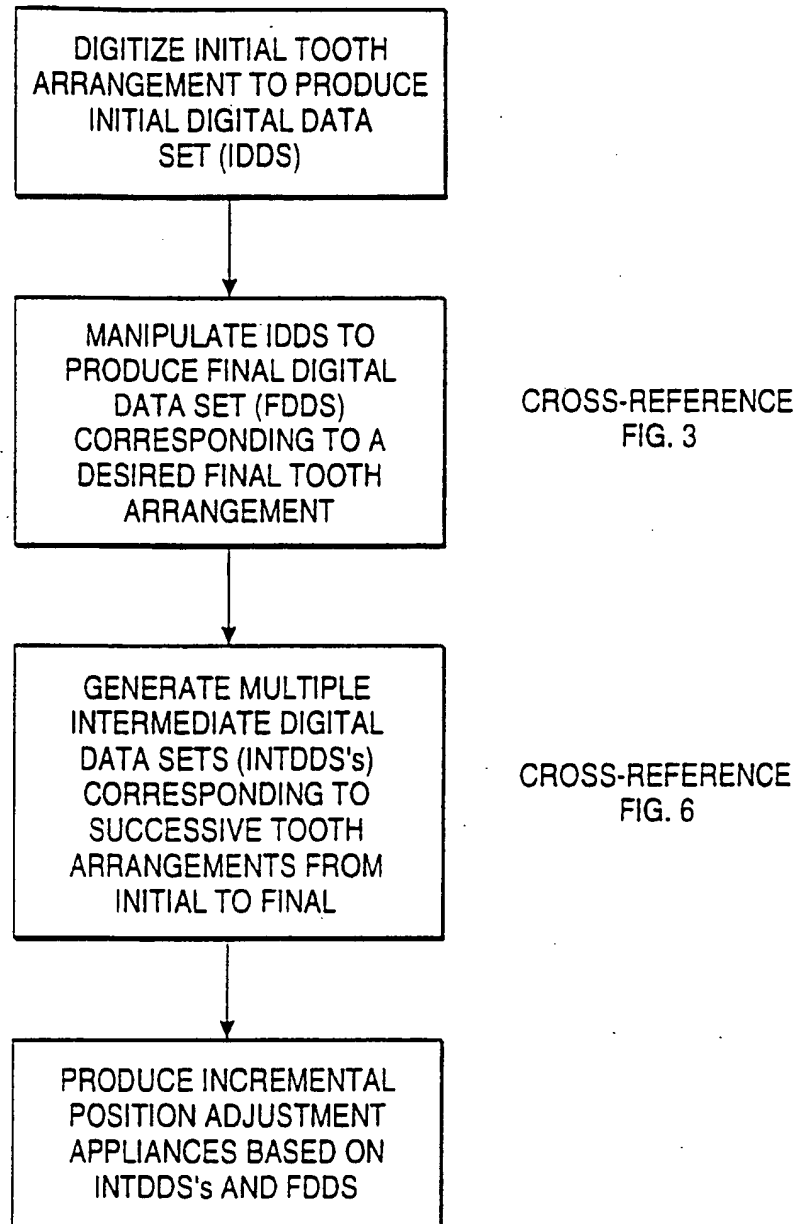 DIGITIZE INITIAL TOOTH
ARRANGEMENT TO PRODUCE
INITIAL DIGITAL DATA
SET (IDDS)
MANIPULATE IDDS TO
PRODUCE FINAL DIGITAL
DATA SET (FDDS)
CORRESPONDING TO A
DESIRED FINAL TOOTH
ARRANGEMENT
CROSS-REFERENCE
FIG. 3
GENERATE MULTIPLE
INTERMEDIATE DIGITAL
DATA SETS (INTDDS's)
CORRESPONDING TO
SUCCESSIVE TOOTH
ARRANGEMENTS FROM
INITIAL TO FINAL
CROSS-REFERENCE
FIG. 6
PRODUCE INCREMENTAL
POSITION ADJUSTMENT
APPLIANCES BASED ON
INTDDS's AND FDDS